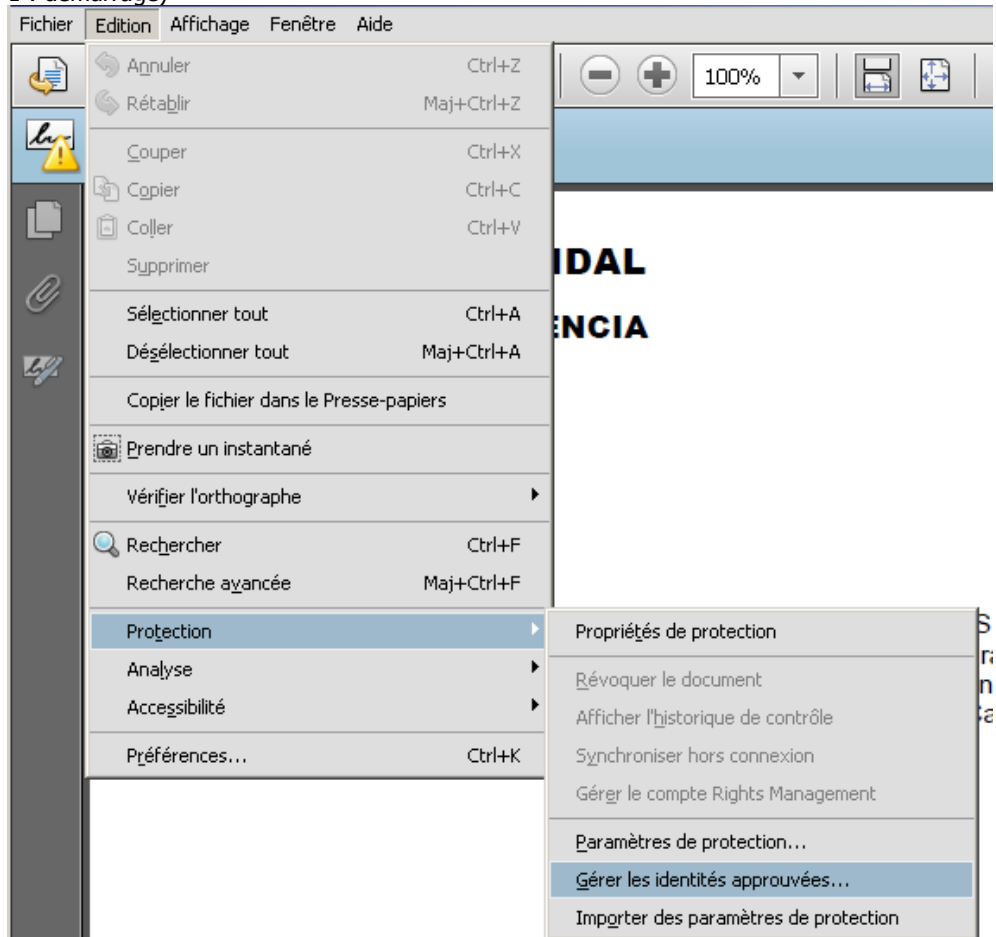 Fichier Edition Affichage Fenêtre Aide
Annuler Ctrl+Z
Rétablir Maj+Ctrl+Z
100%
Couper Ctrl+X
Copier Ctrl+C
Coller Ctrl+V
Supprimer
IDAL
Sélectionner tout Ctrl+A
ENCIA
Désélectionner tout Maj+Ctrl+A
Copier le fichier dans le Presse-papiers
Prendre un instantané
Vérifier l'orthographe
Rechercher Ctrl+F
Recherche avancée Maj+Ctrl+F
Protection
Analyse
Accessibilité
Préférences... Ctrl+K
Propriétés de protection
Révoquer le document
Afficher l'historique de contrôle
Synchroniser hors connexion
Gérer le compte Rights Management
Paramètres de protection...
Gérer les identités approuvées...
Importer des paramètres de protection